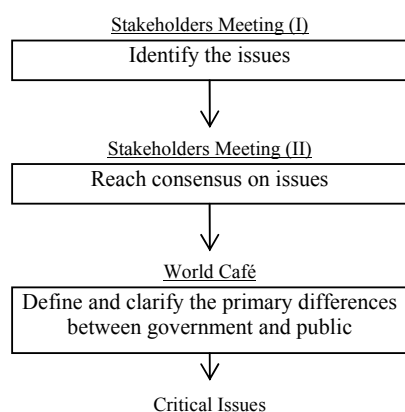 Stakeholders Meeting (I)
Identify the issues
Stakeholders Meeting (II)
Reach consensus on issues
World Café
Define and clarify the primary differences
between government and public
Critical Issues